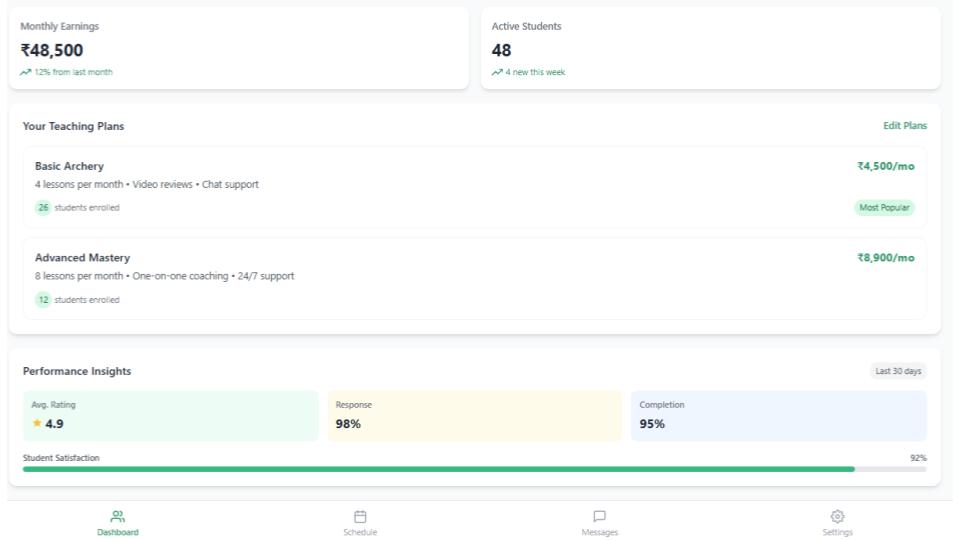 Monthly Earnings
₹48,500
12% from last month
Active Students
48
4 new this week
Your Teaching Plans
Edit Plans
Basic Archery
₹4,500/mo
4 lessons per month • Video reviews • Chat support
26 students enrolled
Most Popular
Advanced Mastery
₹8,900/mo
8 lessons per month • One-on-one coaching • 24/7 support
12 students enrolled
Performance Insights
Last 30 days
Avg. Rating
4.9
Response
98%
Completion
95%
Student Satisfaction
92%
Dashboard
Schedule
Messages
Settings